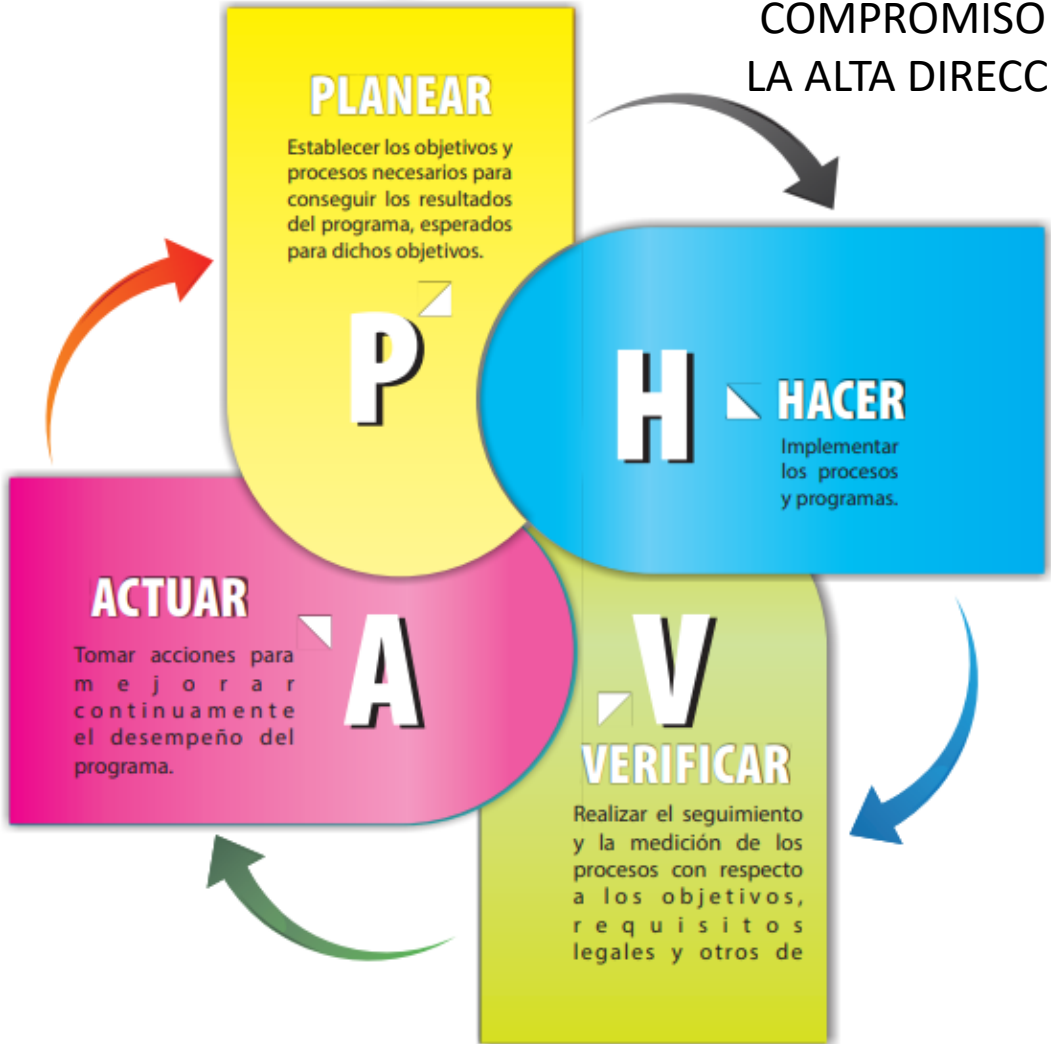 COMPROMISO
LA ALTA DIRECC
PLANEAR
Establecer los objetivos y
procesos necesarios para
conseguir los resultados
del programa, esperados
para dichos objetivos.
P
H
HACER
Implementar
los procesos
y programas.
ACTUAR
Tomar acciones para
mejorar
continuamente
el desempeño del
programa.
A
V
VERIFICAR
Realizar el seguimiento
y la medición de los
procesos con respecto
a los objetivos,
requisitos
legales y otros de